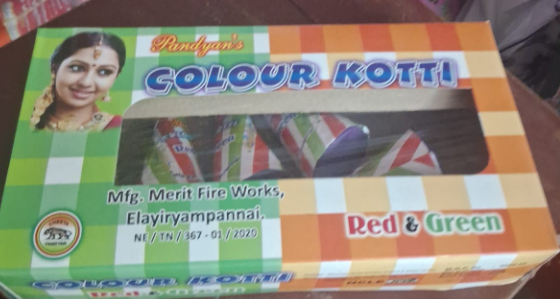 Pandyan's
COLOUR KOTTI
Mfg. Merit Fire Works,
Elayiryampannai.
NE / TN / 367 - 01 / 2020
Red & Green
COLOUR KOTTI